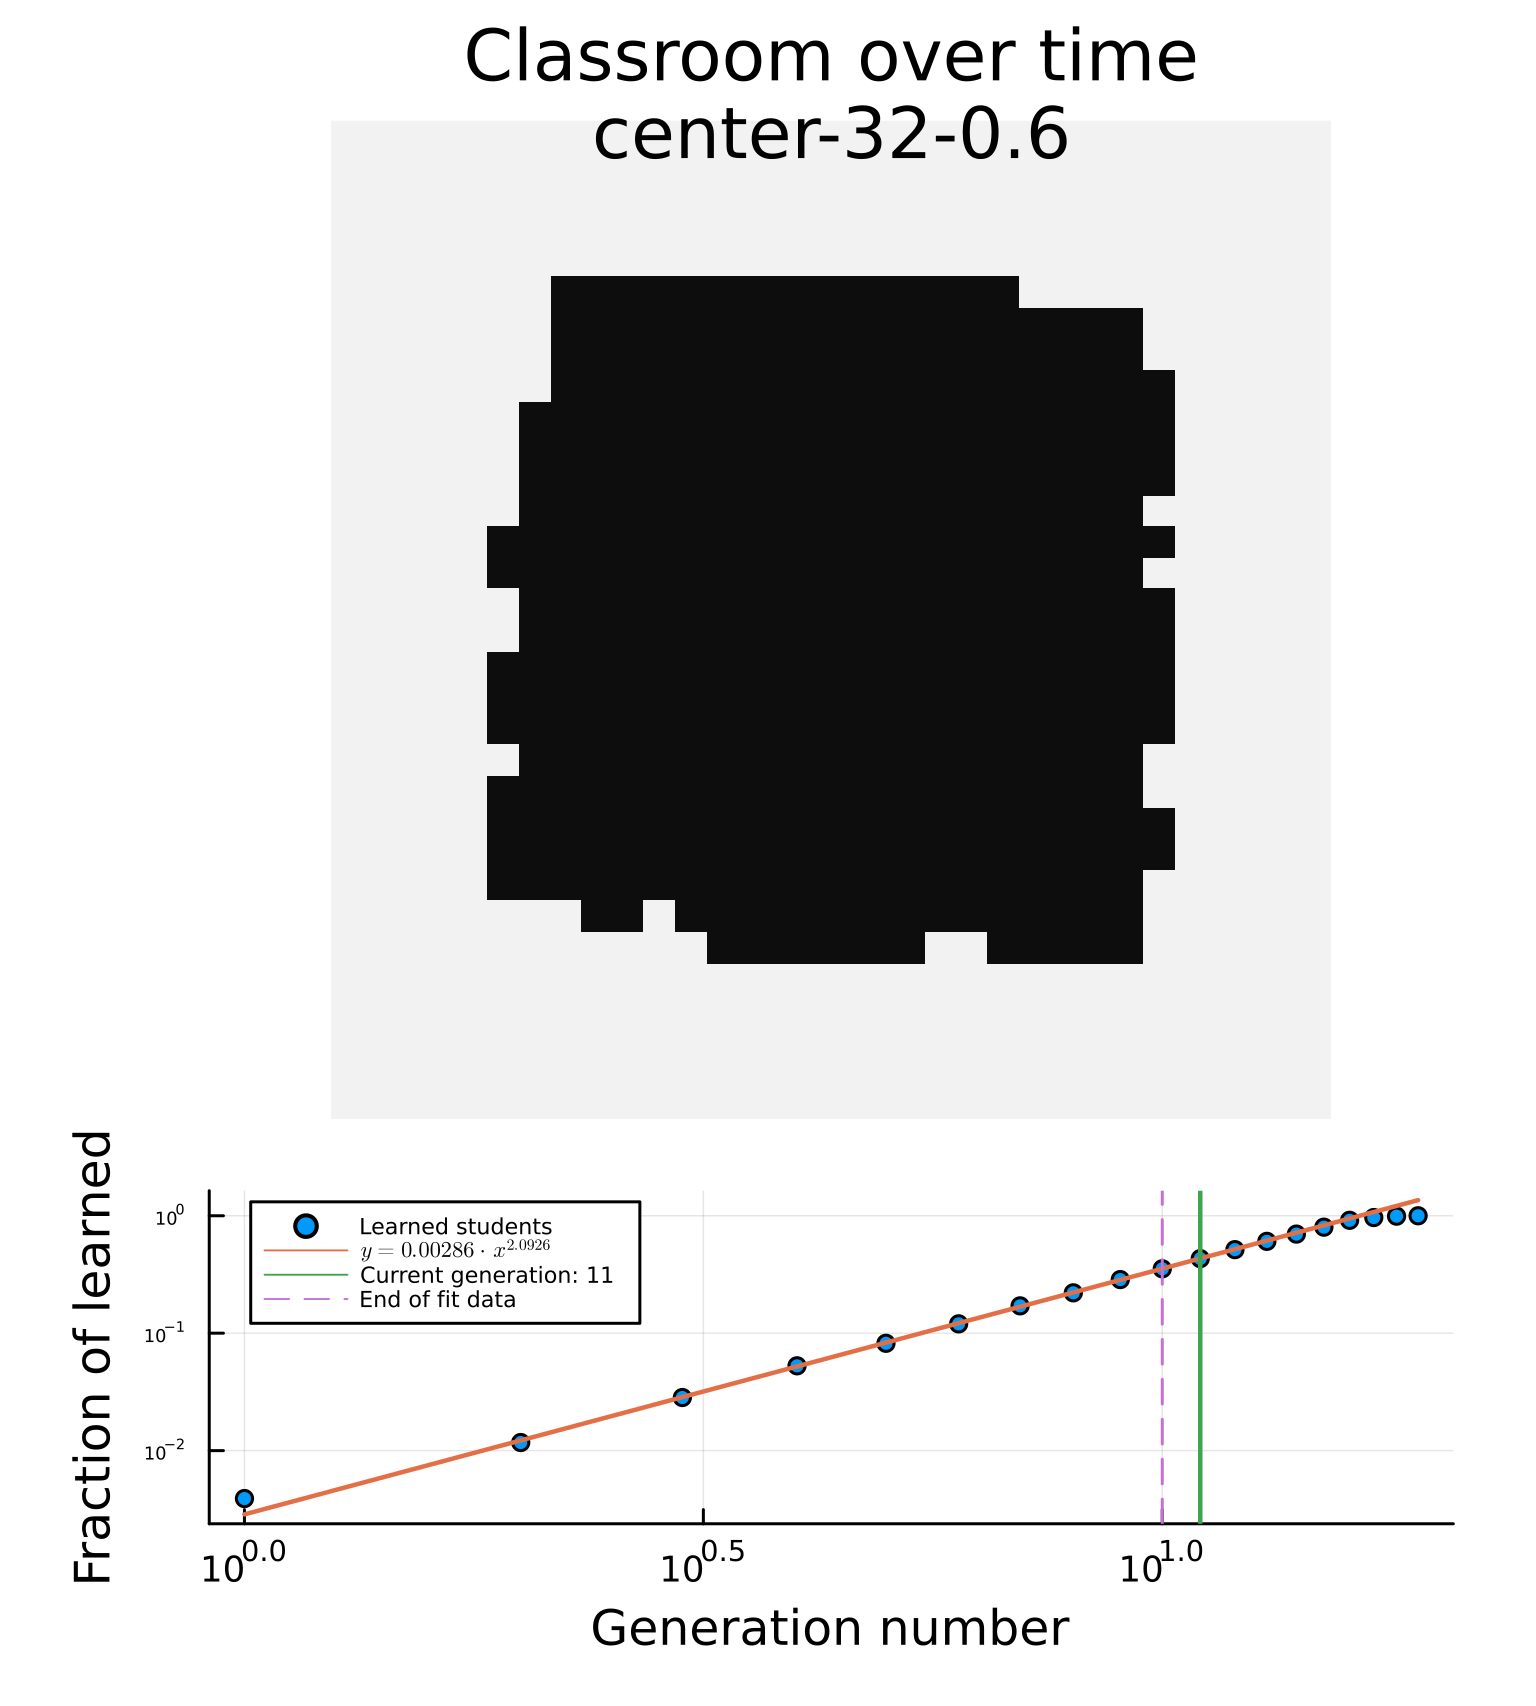 Classroom over time
center-32-0.6
Fraction of learned
10⁰
10⁻¹
10⁻²
Learned students
y = 0.00286 · x^2.0926
Current generation: 11
End of fit data
10^0.0
10^0.5
10^1.0
Generation number